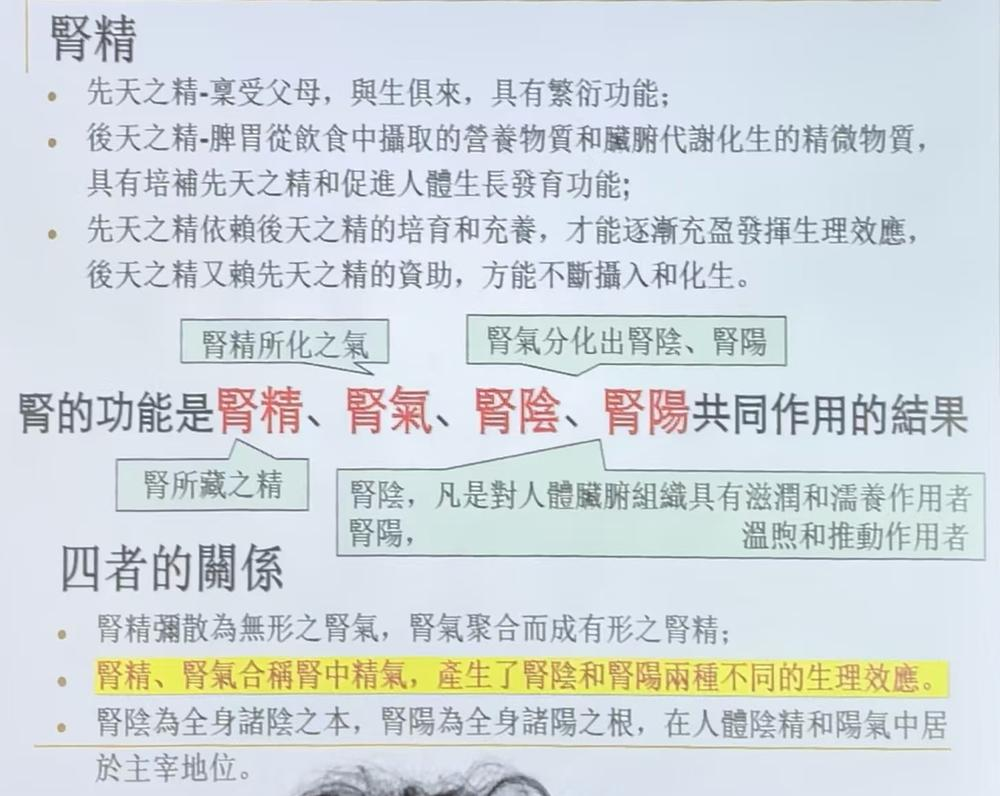 腎精
• 先天之精-稟受父母，與生俱來，具有繁衍功能；
• 後天之精-脾胃從飲食中攝取的營養物質和臟腑代謝化生的精微物質，
具有培補先天之精和促進人體生長發育功能；
• 先天之精依賴後天之精的培育和充養，才能逐漸充盈發揮生理效應，
後天之精又賴先天之精的資助，方能不斷攝入和化生。
腎精所化之氣
腎氣分化出腎陰、腎陽
腎的功能是腎精、腎氣、腎陰、腎陽共同作用的結果
腎所藏之精
腎陰，凡是對人體臟腑組織具有滋潤和濡養作用者
腎陽， 溫煦和推動作用者
四者的關係
• 腎精彌散為無形之腎氣，腎氣聚合而成有形之腎精；
• 腎精、腎氣合稱腎中精氣，產生了腎陰和腎陽兩種不同的生理效應。
• 腎陰為全身諸陰之本，腎陽為全身諸陽之根，在人體陰精和陽氣中居
於主宰地位。